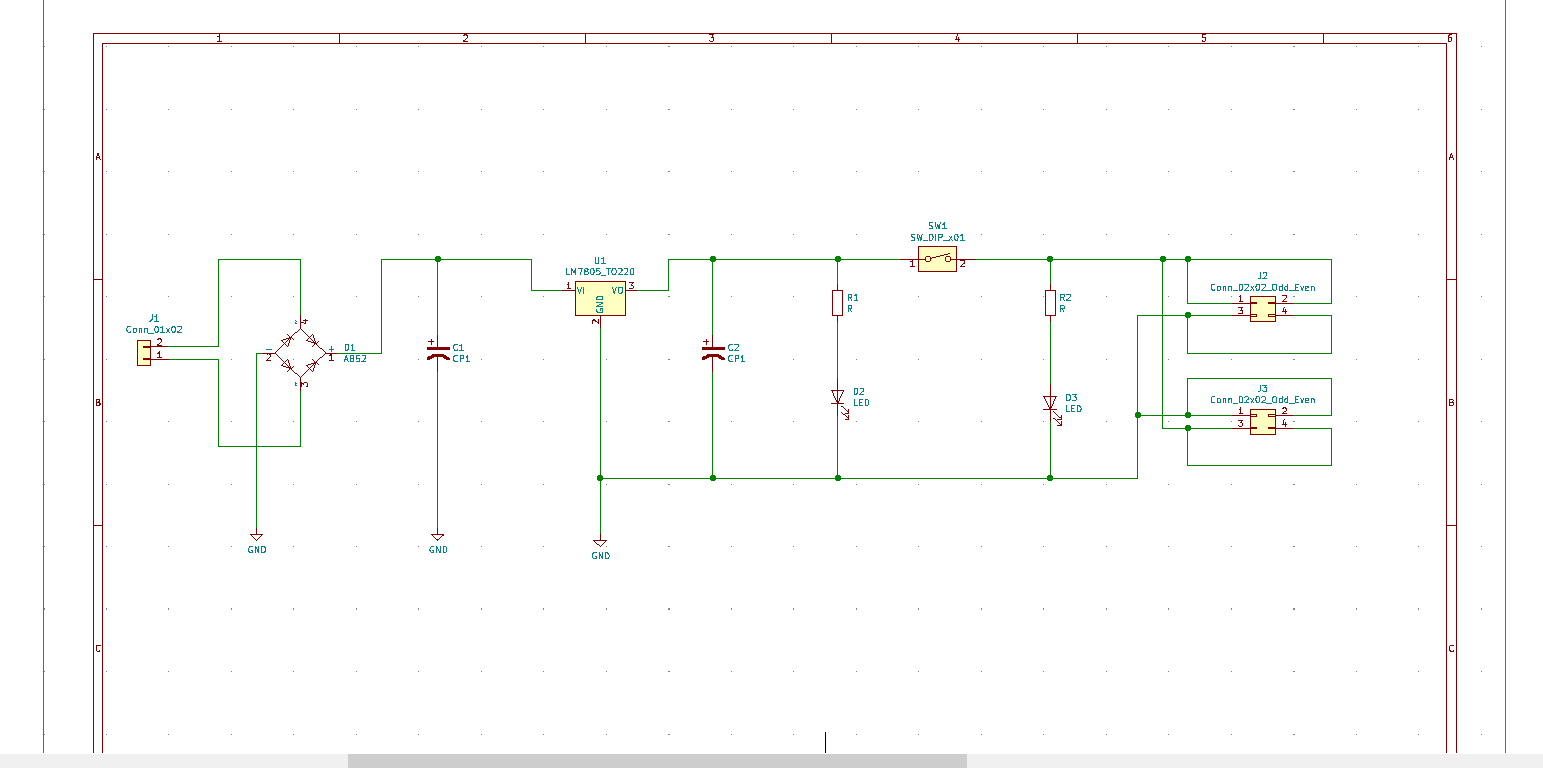 1 2 3 4 5 6
A A
B B
C C
J1
Conn_01x02
2
1
4
3
- 2
+ 1
D1
ABS2
GND
+
C1
CP1
GND
U1
LM7805_TO220
1 VI VO 3
GND
2
GND
+
C2
CP1
R1
R
D2
LED
SW1
SW_DIP_x01
1 2
R2
R
D3
LED
J2
Conn_02x02_Odd_Even
1 2
3 4
J3
Conn_02x02_Odd_Even
1 2
3 4